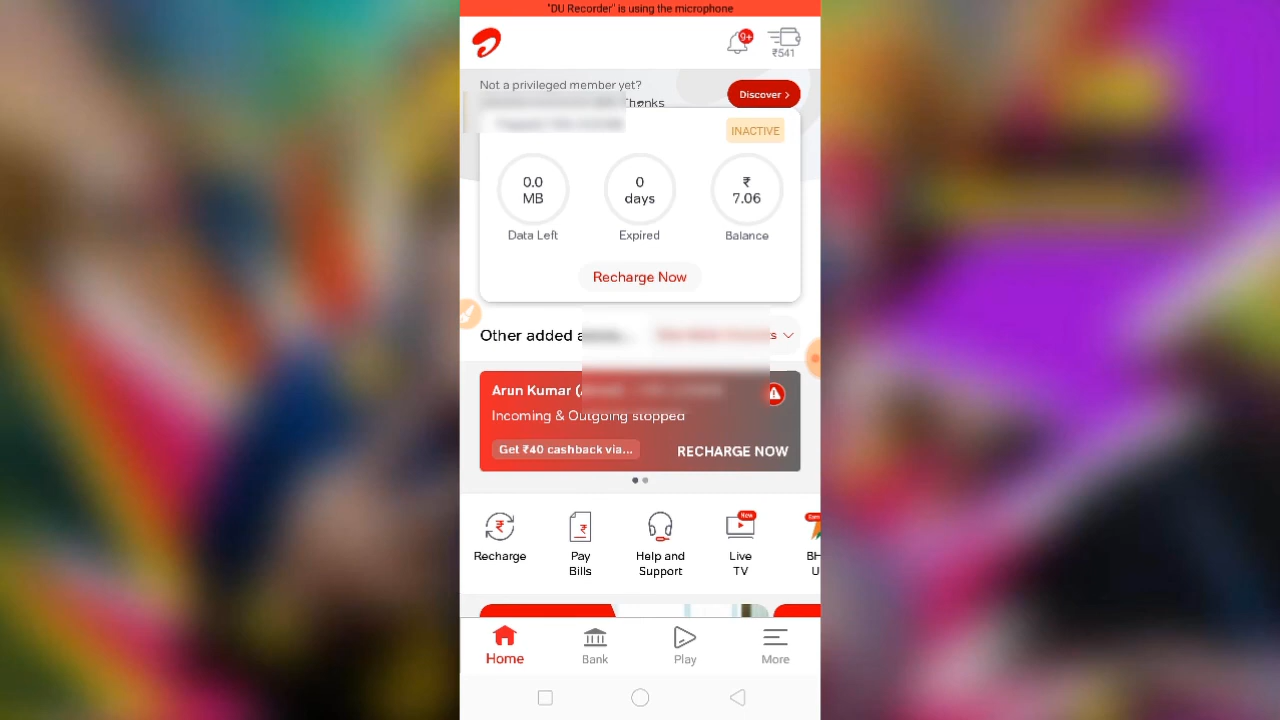 "DU Recorder" is using the microphone
9+
₹541
Not a privileged member yet?
Thanks
Discover >
INACTIVE
0.0
MB
0
days
₹
7.06
Data Left
Expired
Balance
Recharge Now
Other added
Arun Kumar (
Incoming & Outgoing stopped
Get ₹40 cashback via...
RECHARGE NOW
New
Recharge
Pay
Bills
Help and
Support
Live
TV
BH
U
Home
Bank
Play
More